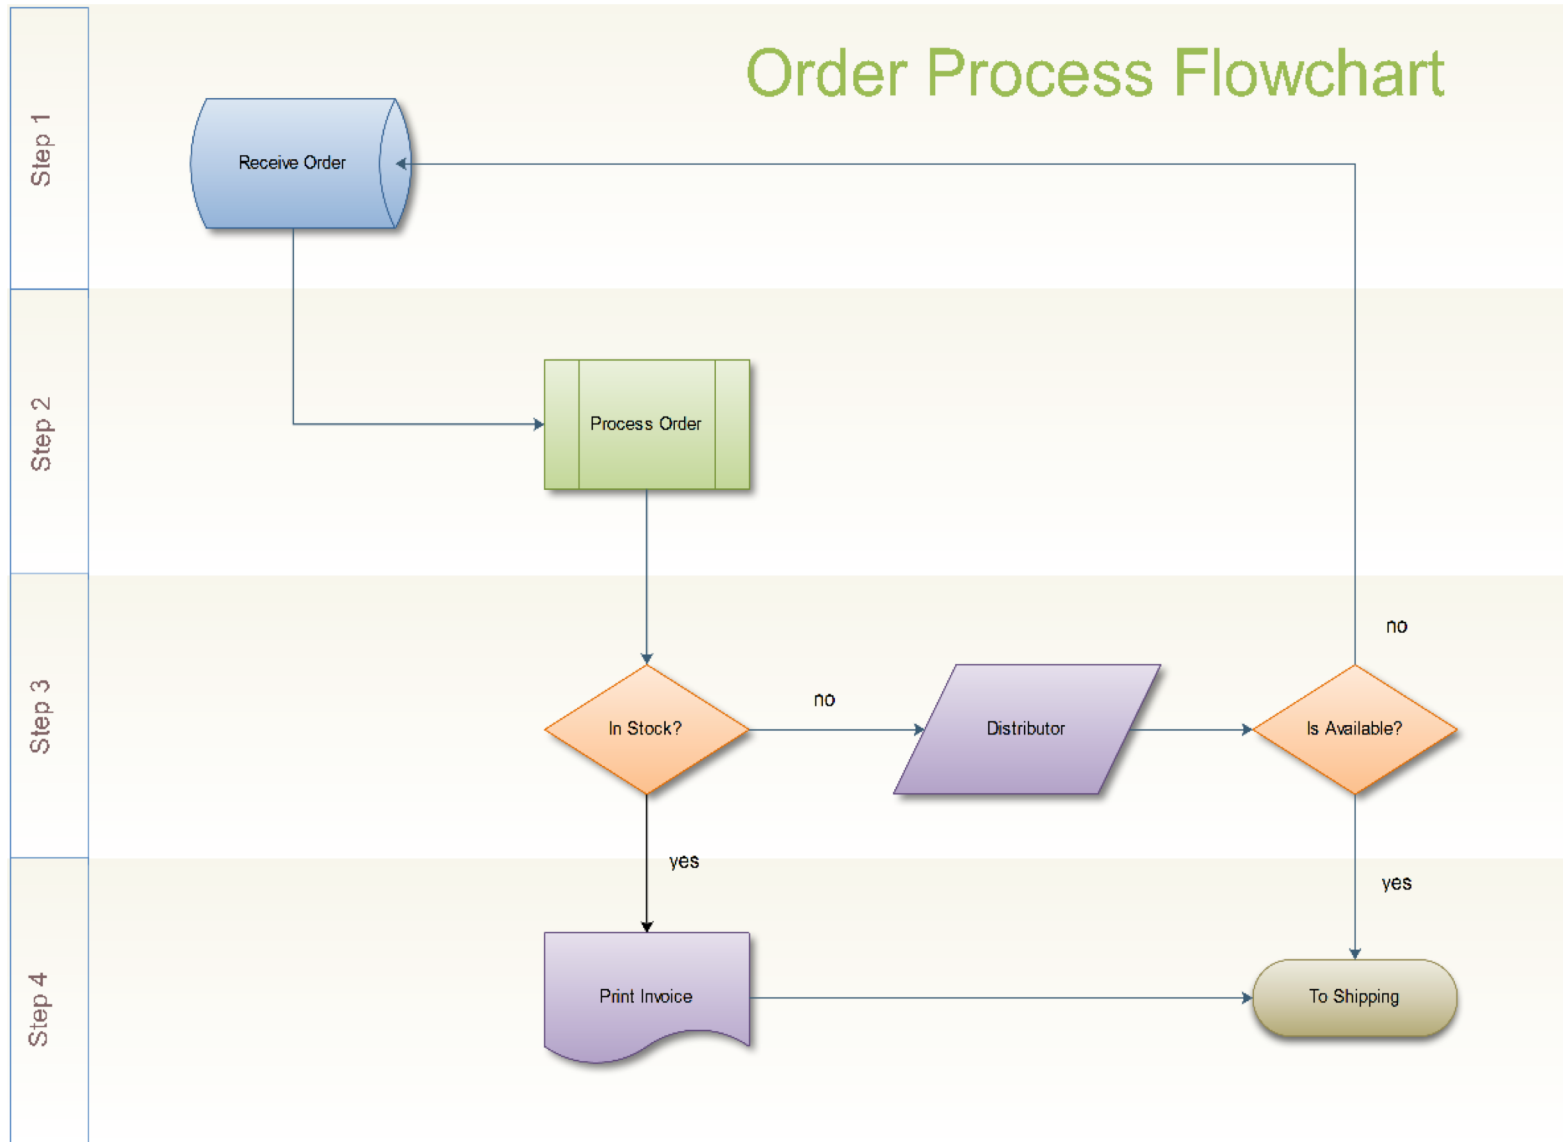 Order Process Flowchart
Step 1
Receive Order
Step 2
Process Order
Step 3
no
In Stock?
no
Distributor
Is Available?
yes
yes
Step 4
Print Invoice
To Shipping